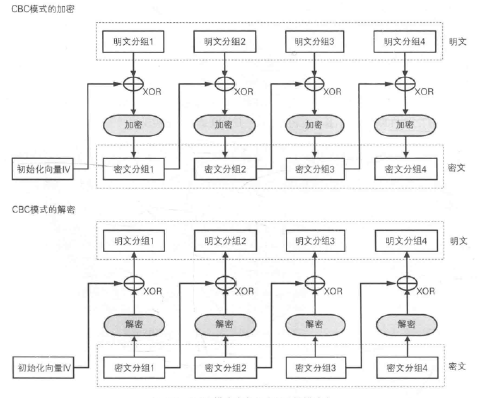 CBC模式的加密
明文分组1 明文分组2 明文分组3 明文分组4 明文
XOR XOR XOR XOR
加密 加密 加密 加密
初始化向量IV 密文分组1 密文分组2 密文分组3 密文分组4 密文
CBC模式的解密
明文分组1 明文分组2 明文分组3 明文分组4 明文
XOR XOR XOR XOR
解密 解密 解密 解密
初始化向量IV 密文分组1 密文分组2 密文分组3 密文分组4 密文